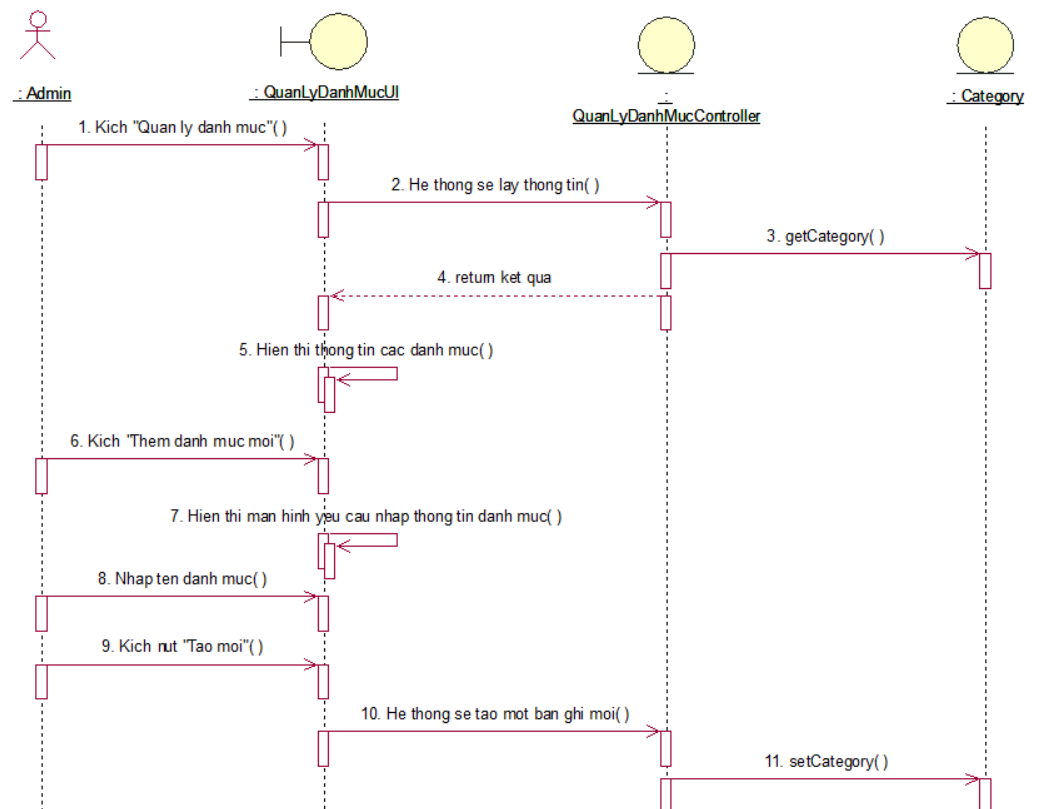 : Admin
: QuanLyDanhMucUI
:
QuanLyDanhMucController
: Category
1. Kich "Quan ly danh muc"( )
2. He thong se lay thong tin( )
3. getCategory( )
4. return ket qua
5. Hien thi thong tin cac danh muc( )
6. Kich "Them danh muc moi"( )
7. Hien thi man hinh yeu cau nhap thong tin danh muc( )
8. Nhap ten danh muc( )
9. Kich nut "Tao moi"( )
10. He thong se tao mot ban ghi moi( )
11. setCategory( )